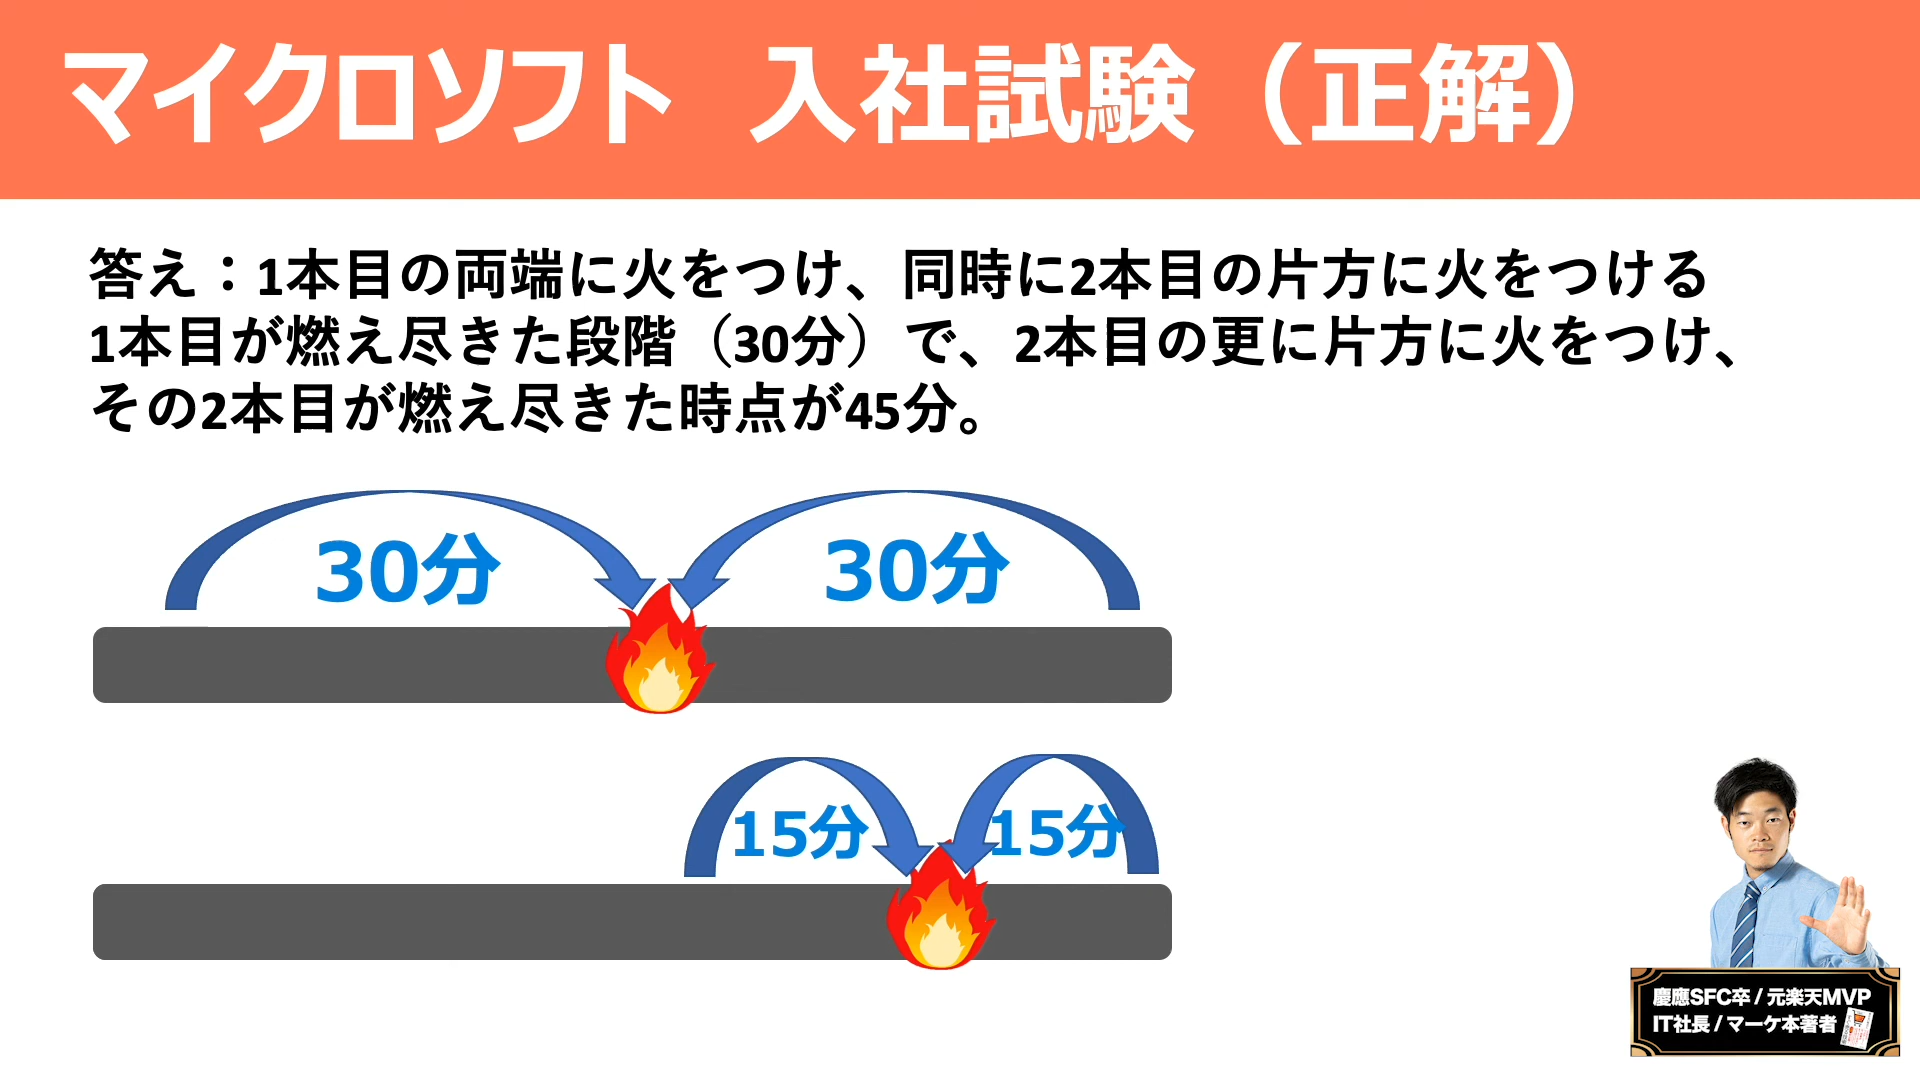 マイクロソフト 入社試験（正解）
答え：1本目の両端に火をつけ、同時に2本目の片方に火をつける
1本目が燃え尽きた段階（30分）で、2本目の更に片方に火をつけ、
その2本目が燃え尽きた時点が45分。
30分 30分
15分 15分
慶應SFC卒 / 元楽天MVP
IT社長 / マーケ本著者